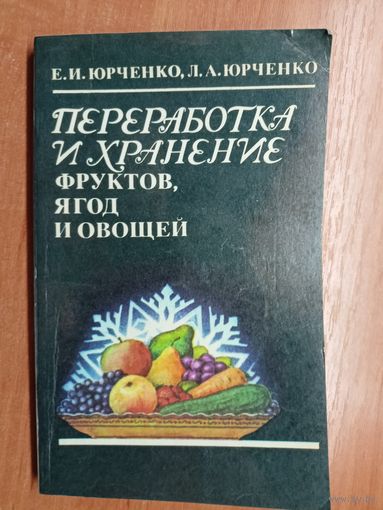 Е.И.ЮРЧЕНКО, Л.А.ЮРЧЕНКО
ПЕРЕРАБОТКА
И ХРАНЕНИЕ
ФРУКТОВ,
ЯГОД
И ОВОЩЕЙ